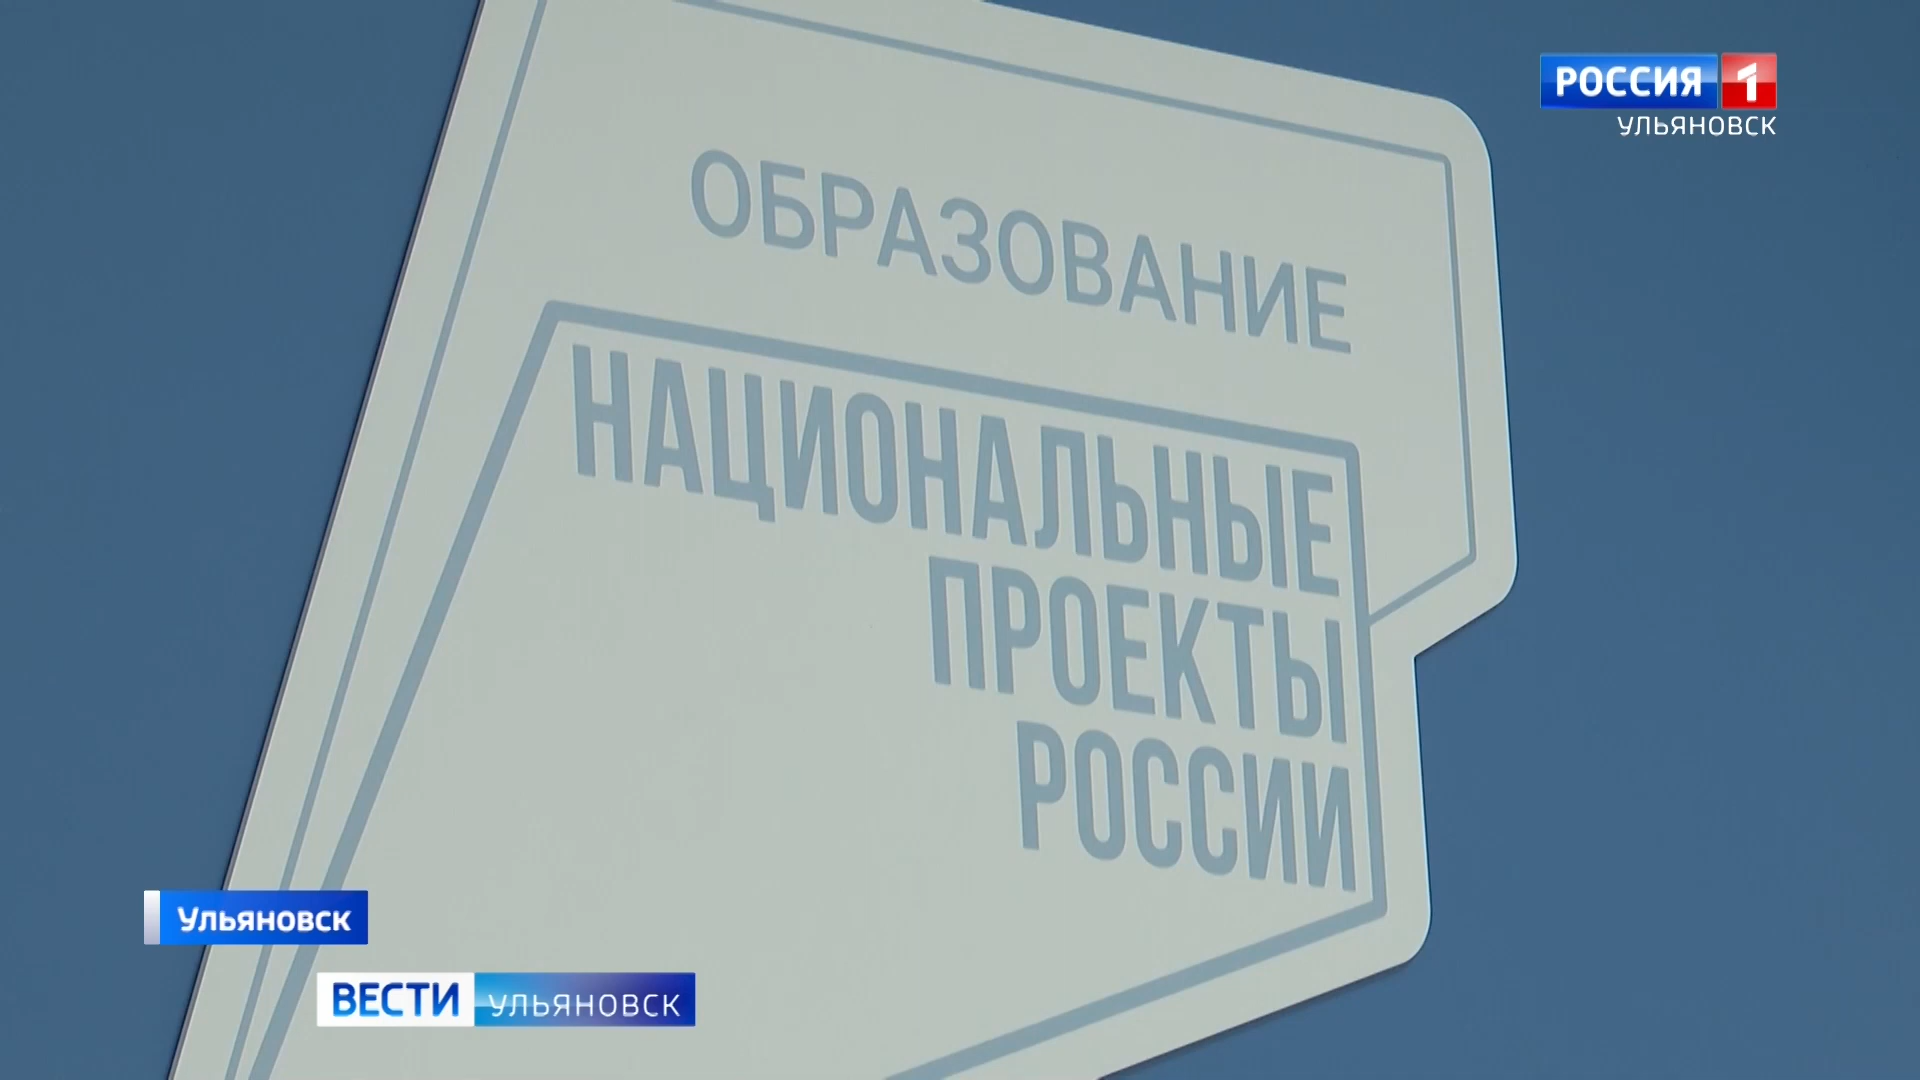 РОССИЯ 1
УЛЬЯНОВСК
ОБРАЗОВАНИЕ
НАЦИОНАЛЬНЫЕ
ПРОЕКТЫ
РОССИИ
Ульяновск
ВЕСТИ УЛЬЯНОВСК